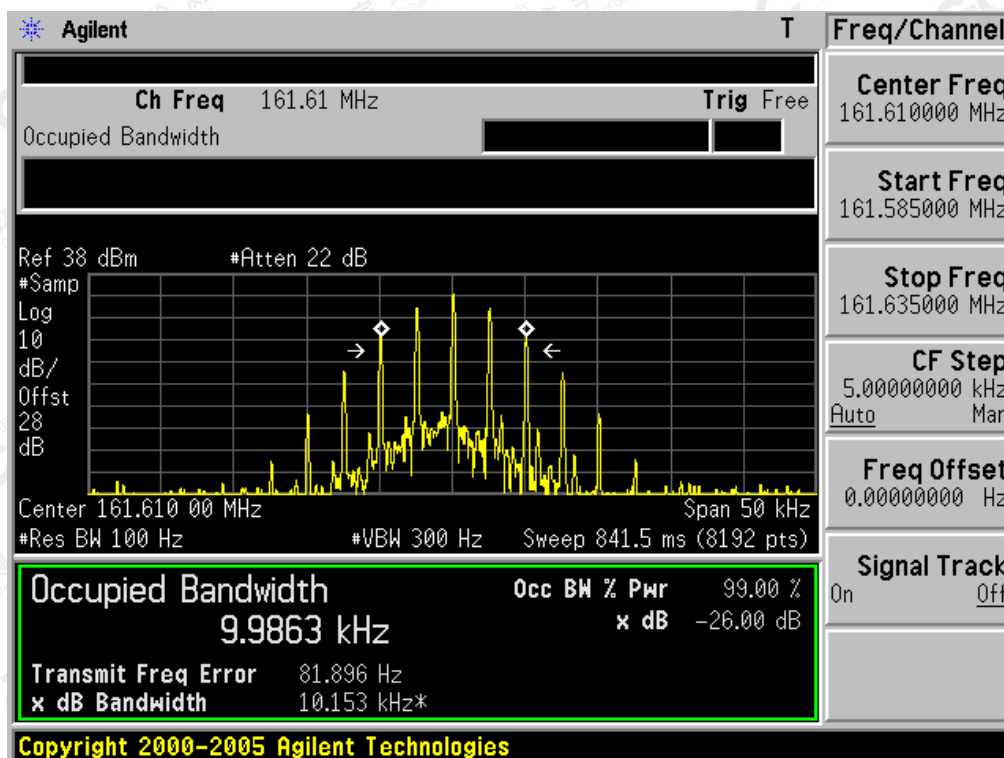 Agilent T Freq/Channel
Ch Freq 161.61 MHz Trig Free
Occupied Bandwidth
Center Freq
161.610000 MHz
Start Freq
161.585000 MHz
Stop Freq
161.635000 MHz
CF Step
5.00000000 kHz
Auto Man
Freq Offset
0.00000000 Hz
Signal Track
On Off
Ref 38 dBm #Atten 22 dB
#Samp
Log
10
dB/
Offst
28
dB
Center 161.610 00 MHz Span 50 kHz
#Res BW 100 Hz #VBW 300 Hz Sweep 841.5 ms (8192 pts)
Occupied Bandwidth Occ BW % Pwr 99.00 %
9.9863 kHz x dB -26.00 dB
Transmit Freq Error 81.896 Hz
x dB Bandwidth 10.153 kHz*
Copyright 2000-2005 Agilent Technologies